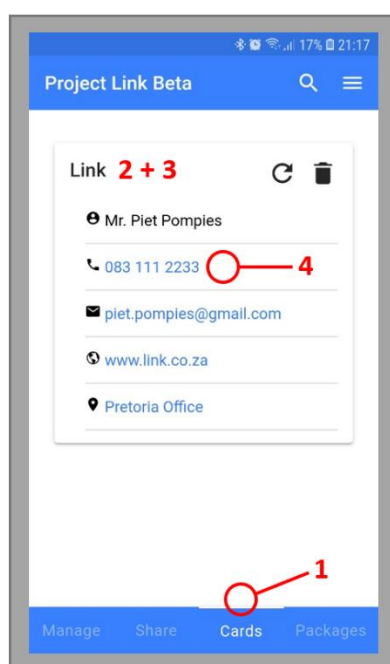 17% 21:17
Project Link Beta
Link 2 + 3
Mr. Piet Pompies
083 111 2233 4
piet.pompies@gmail.com
www.link.co.za
Pretoria Office
1
Manage Share Cards Packages